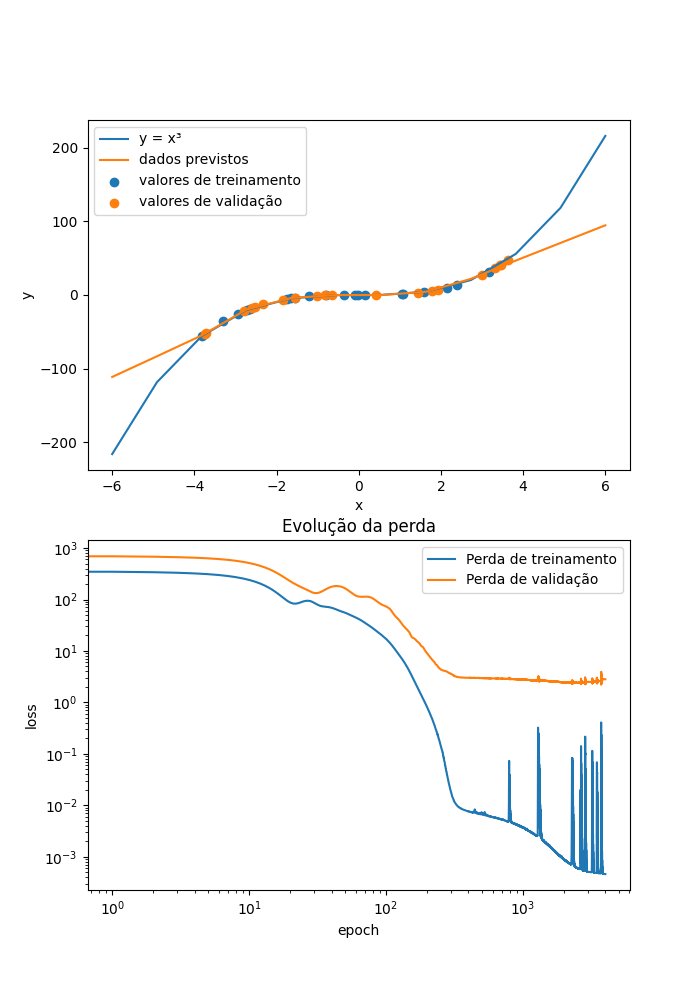 y = x³
dados previstos
valores de treinamento
valores de validação
200
100
0
−100
−200
y
−6
−4
−2
0
2
4
6
x
Evolução da perda
Perda de treinamento
Perda de validação
10³
10²
10¹
10⁰
10⁻¹
10⁻²
10⁻³
loss
10⁰
10¹
10²
10³
epoch